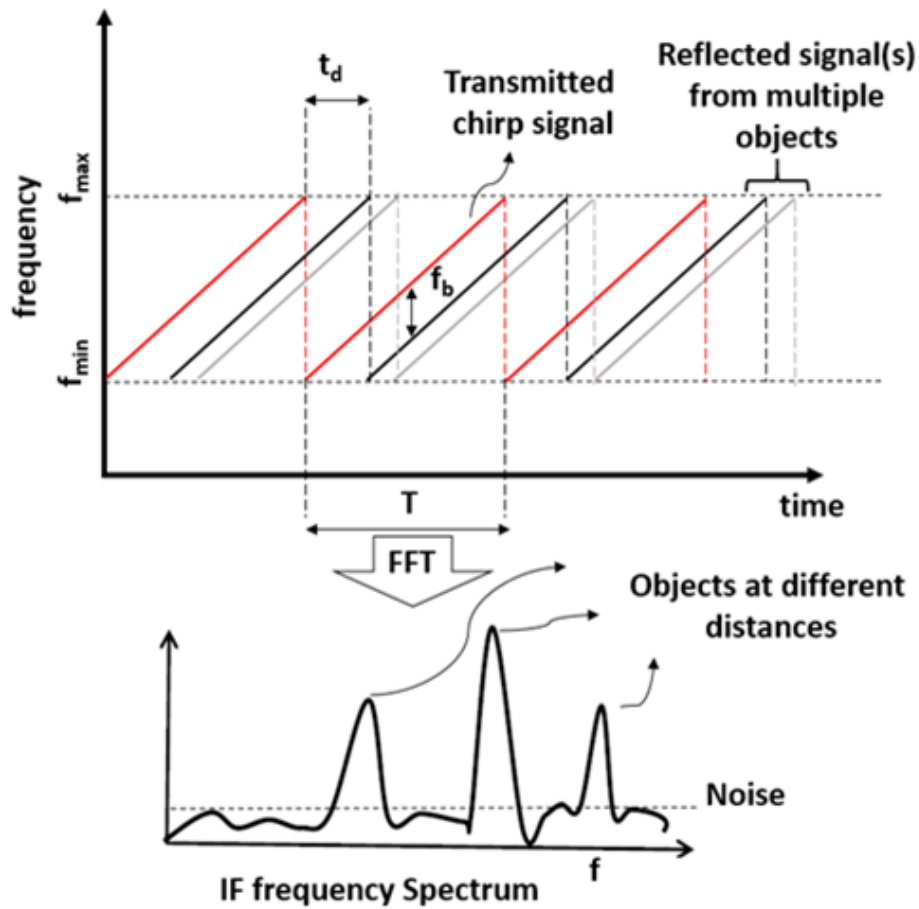 t_d
Transmitted
chirp signal
Reflected signal(s)
from multiple
objects
frequency
f_max
f_min
f_b
time
T
FFT
Objects at different
distances
Noise
f
IF frequency Spectrum